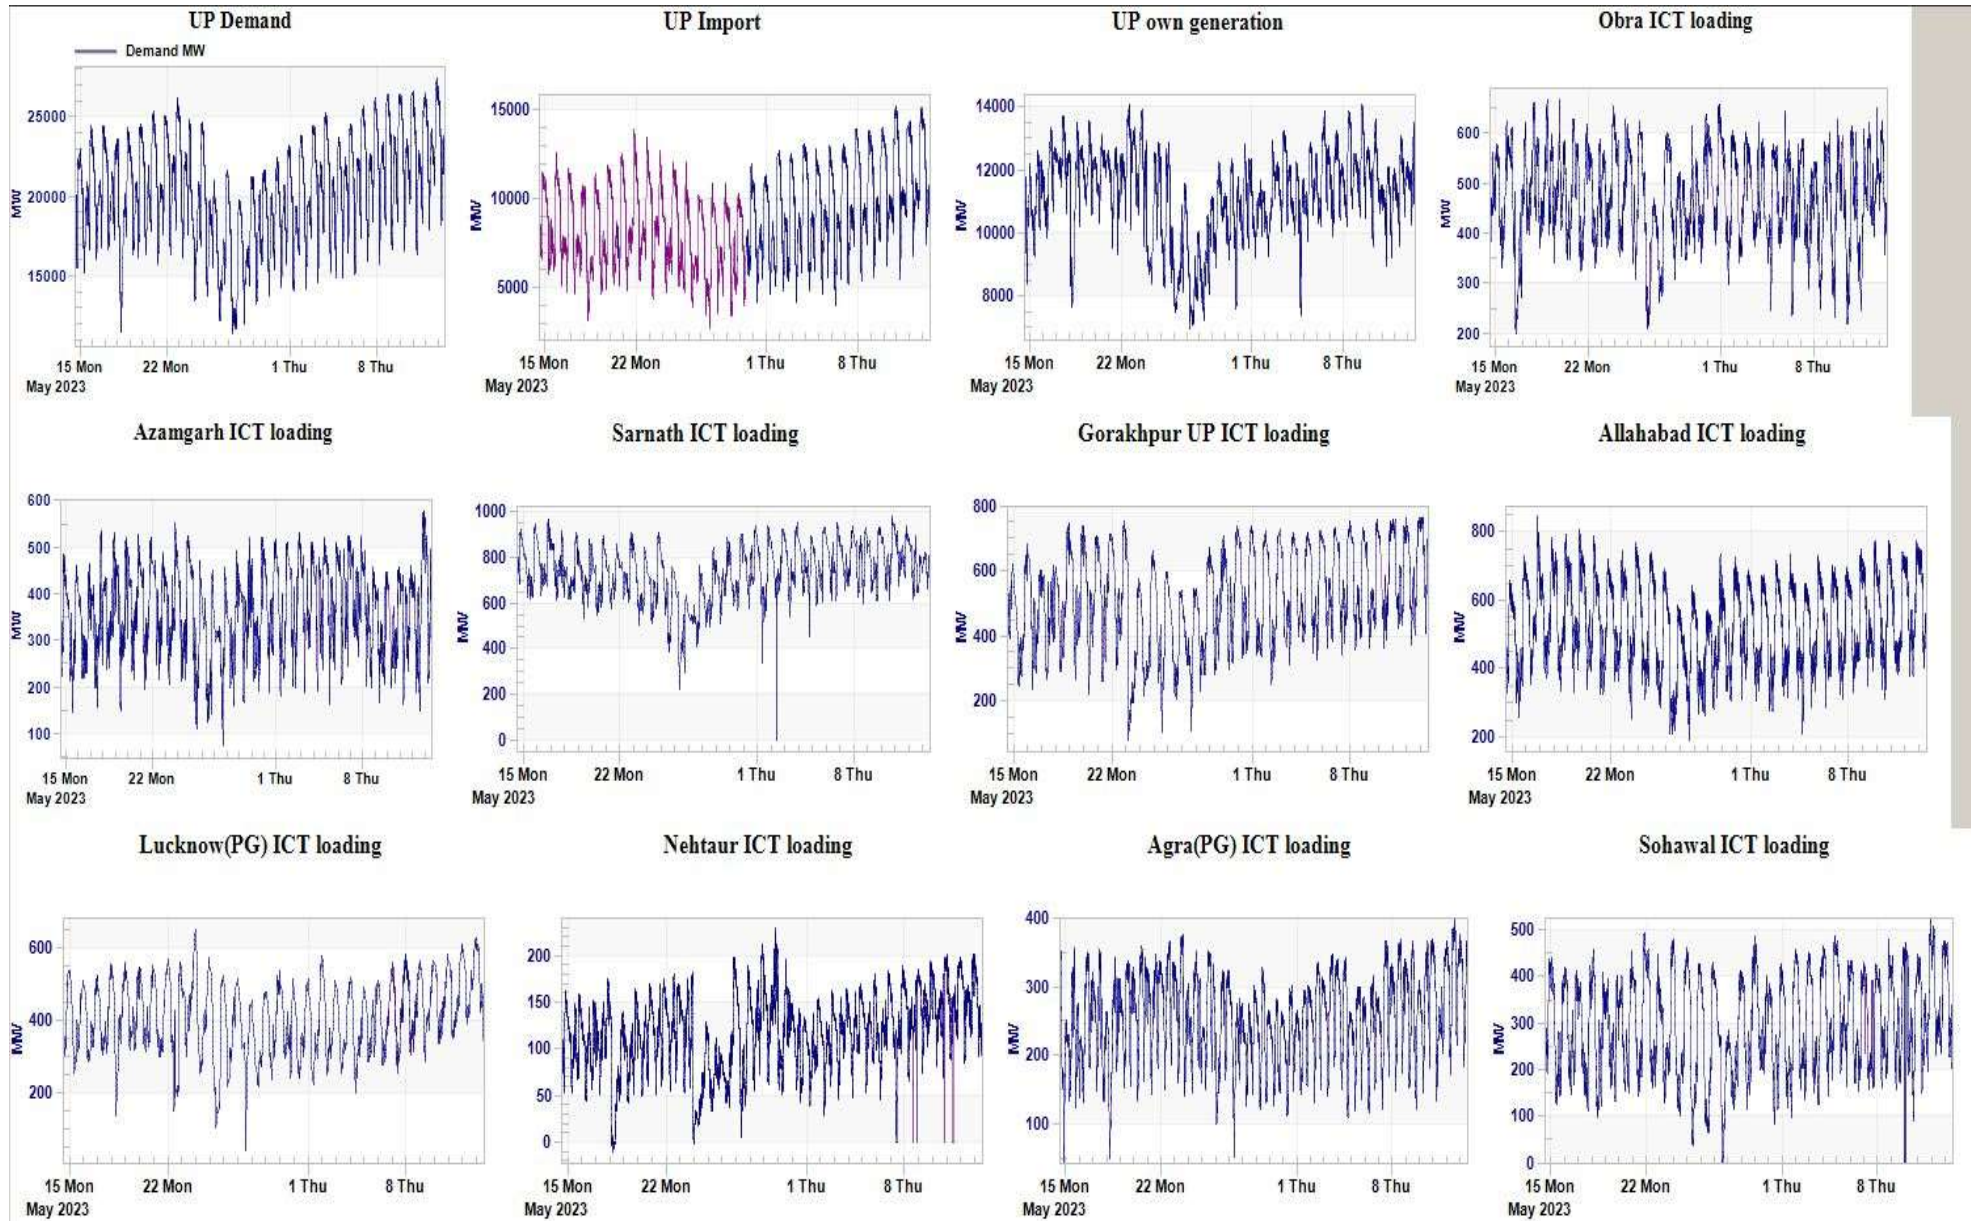 UP Demand
Demand MW
25000
20000
15000
MW
15 Mon 22 Mon 1 Thu 8 Thu
May 2023
UP Import
15000
10000
5000
MW
15 Mon 22 Mon 1 Thu 8 Thu
May 2023
UP own generation
14000
12000
10000
8000
MW
15 Mon 22 Mon 1 Thu 8 Thu
May 2023
Obra ICT loading
600
500
400
300
200
MW
15 Mon 22 Mon 1 Thu 8 Thu
May 2023
Azamgarh ICT loading
600
500
400
300
200
100
MW
15 Mon 22 Mon 1 Thu 8 Thu
May 2023
Sarnath ICT loading
1000
800
600
400
200
0
MW
15 Mon 22 Mon 1 Thu 8 Thu
May 2023
Gorakhpur UP ICT loading
800
600
400
200
MW
15 Mon 22 Mon 1 Thu 8 Thu
May 2023
Allahabad ICT loading
800
600
400
200
MW
15 Mon 22 Mon 1 Thu 8 Thu
May 2023
Lucknow(PG) ICT loading
600
400
200
MW
15 Mon 22 Mon 1 Thu 8 Thu
May 2023
Nehtaur ICT loading
200
150
100
50
0
MW
15 Mon 22 Mon 1 Thu 8 Thu
May 2023
Agra(PG) ICT loading
400
300
200
100
MW
15 Mon 22 Mon 1 Thu 8 Thu
May 2023
Sohawal ICT loading
500
400
300
200
100
0
MW
15 Mon 22 Mon 1 Thu 8 Thu
May 2023